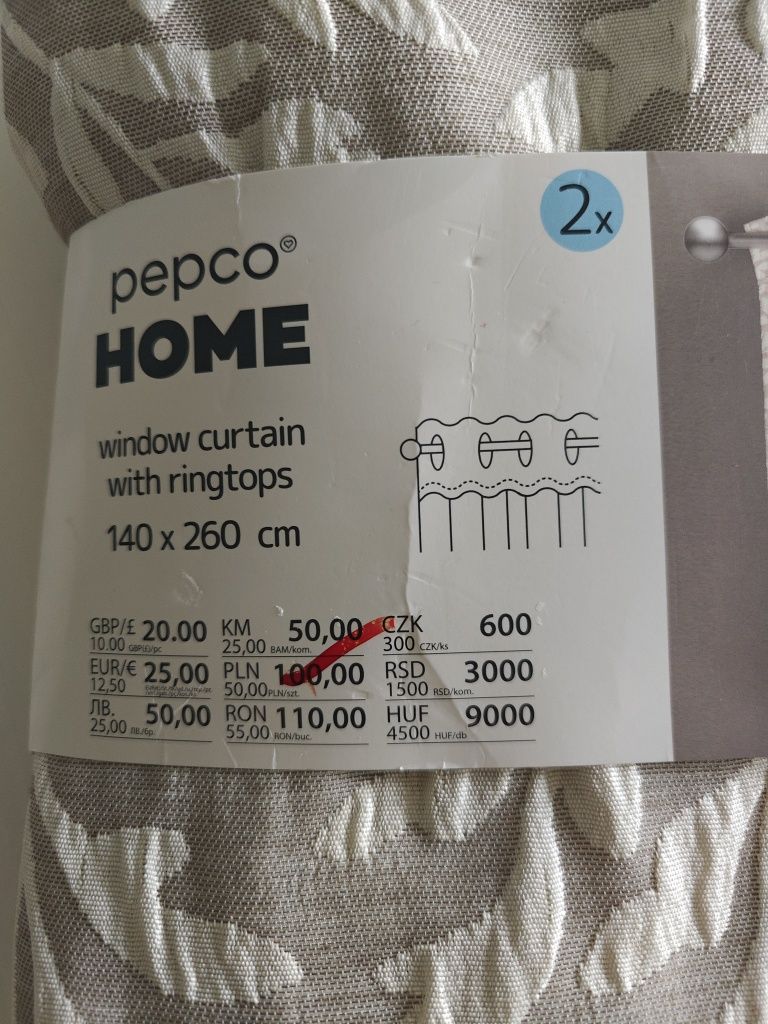 2x
pepco
HOME
window curtain
with ringtops
140 x 260 cm
GBP/£ 20.00
10.00 GBP(£)/pc
KM 50,00
25,00 BAM/kom.
CZK 600
300 CZK/ks
EUR/€ 25,00
12,50
PLN 100,00
50,00 PLN/szt.
RSD 3000
1500 RSD/kom.
ЛВ. 50,00
25,00 ЛВ./бр.
RON 110,00
55,00 RON/buc.
HUF 9000
4500 HUF/db